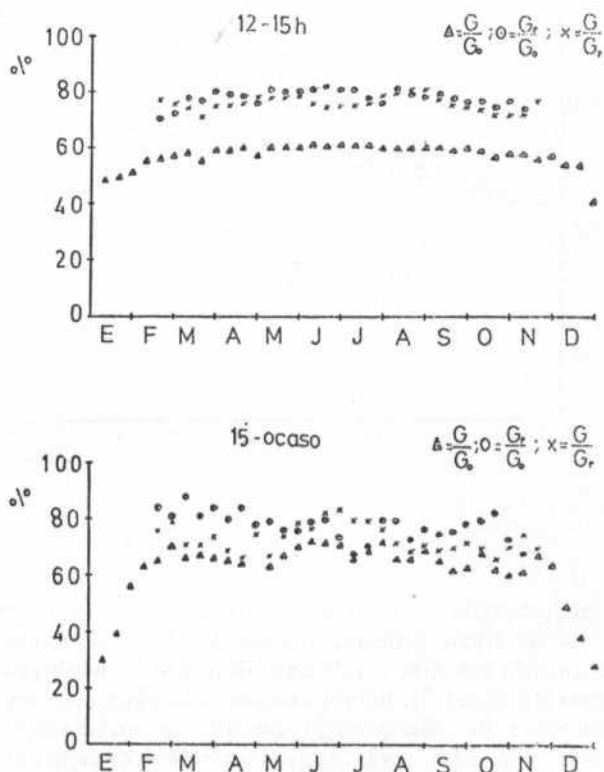 12-15h
Δ=G/G₀ ; O=Gᵣ/G₀ ; ×=G/Gᵣ
%
100
80
60
40
20
0
E F M A M J J A S O N D
15-ocaso
Δ=G/G₀ ; O=Gᵣ/G₀ ; ×=G/Gᵣ
%
100
80
60
40
20
0
E F M A M J J A S O N D